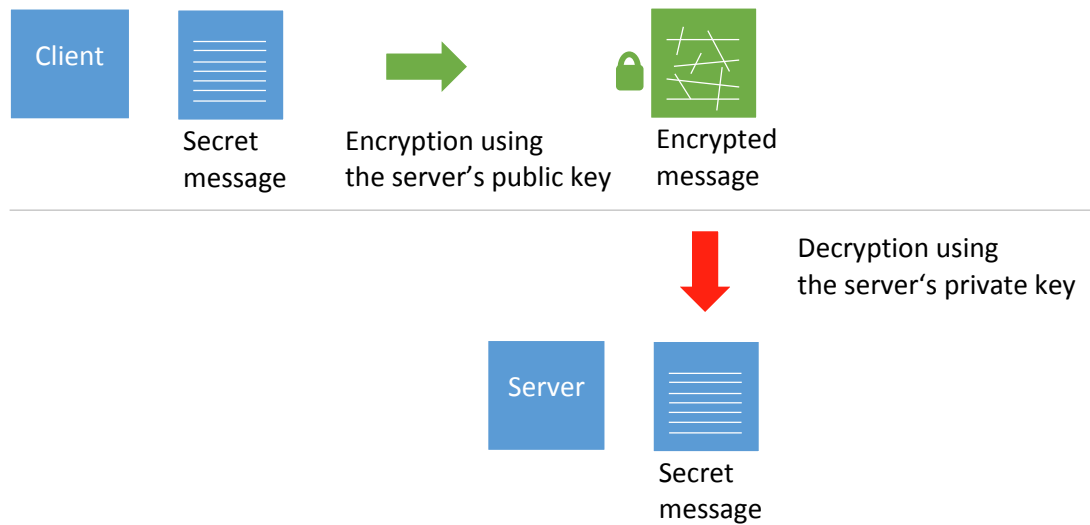 Client
Secret
message
Encryption using
the server’s public key
Encrypted
message
Decryption using
the server‘s private key
Server
Secret
message